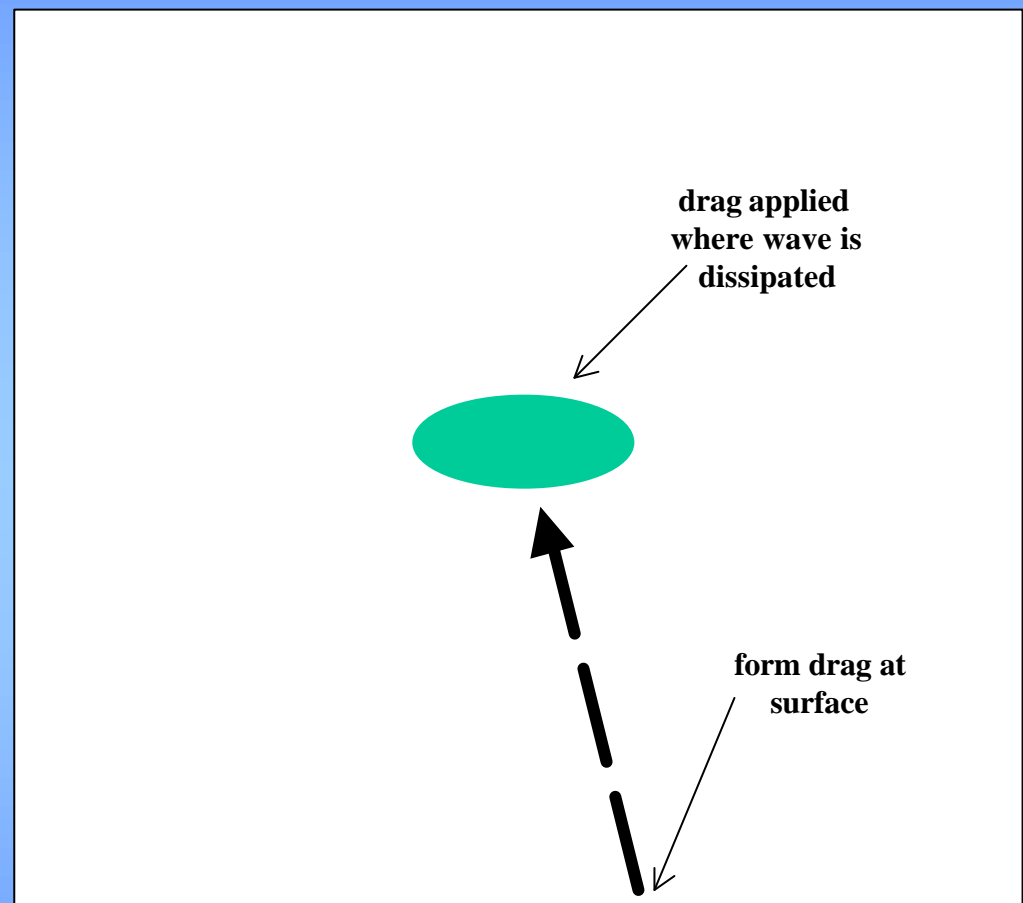 drag applied
where wave is
dissipated
form drag at
surface